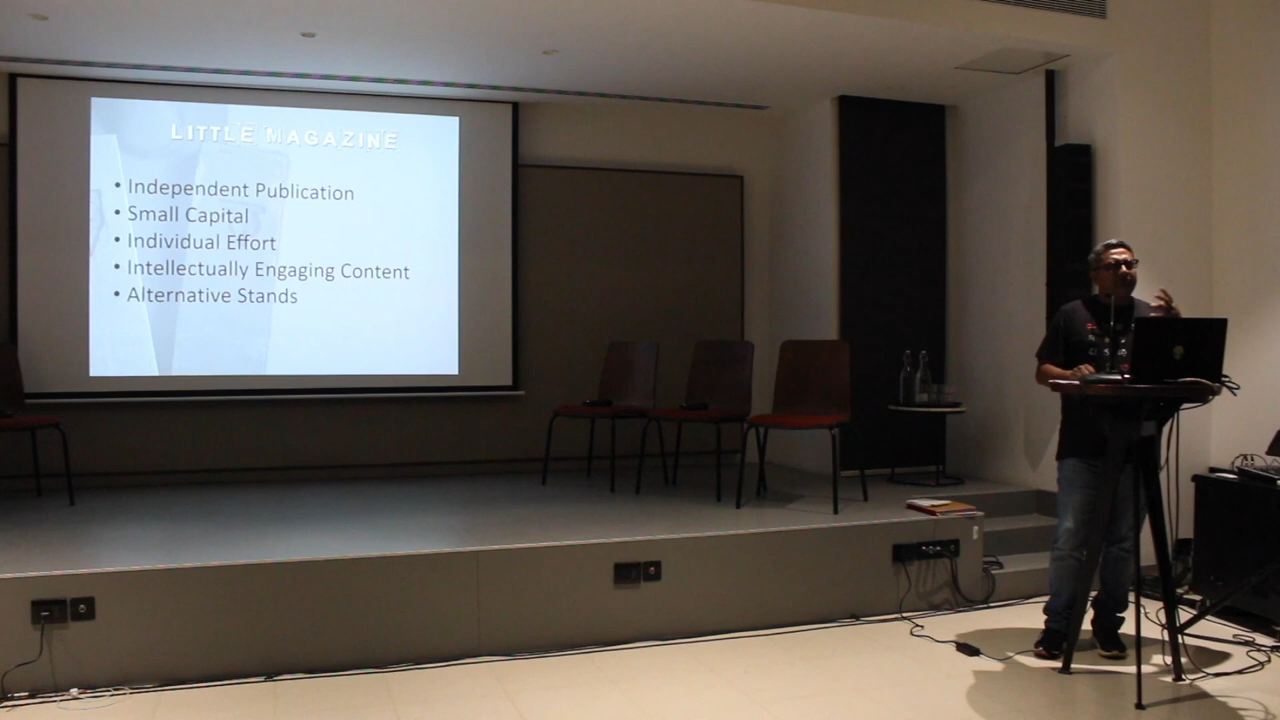 LITTLE MAGAZINE
• Independent Publication
• Small Capital
• Individual Effort
• Intellectually Engaging Content
• Alternative Stands